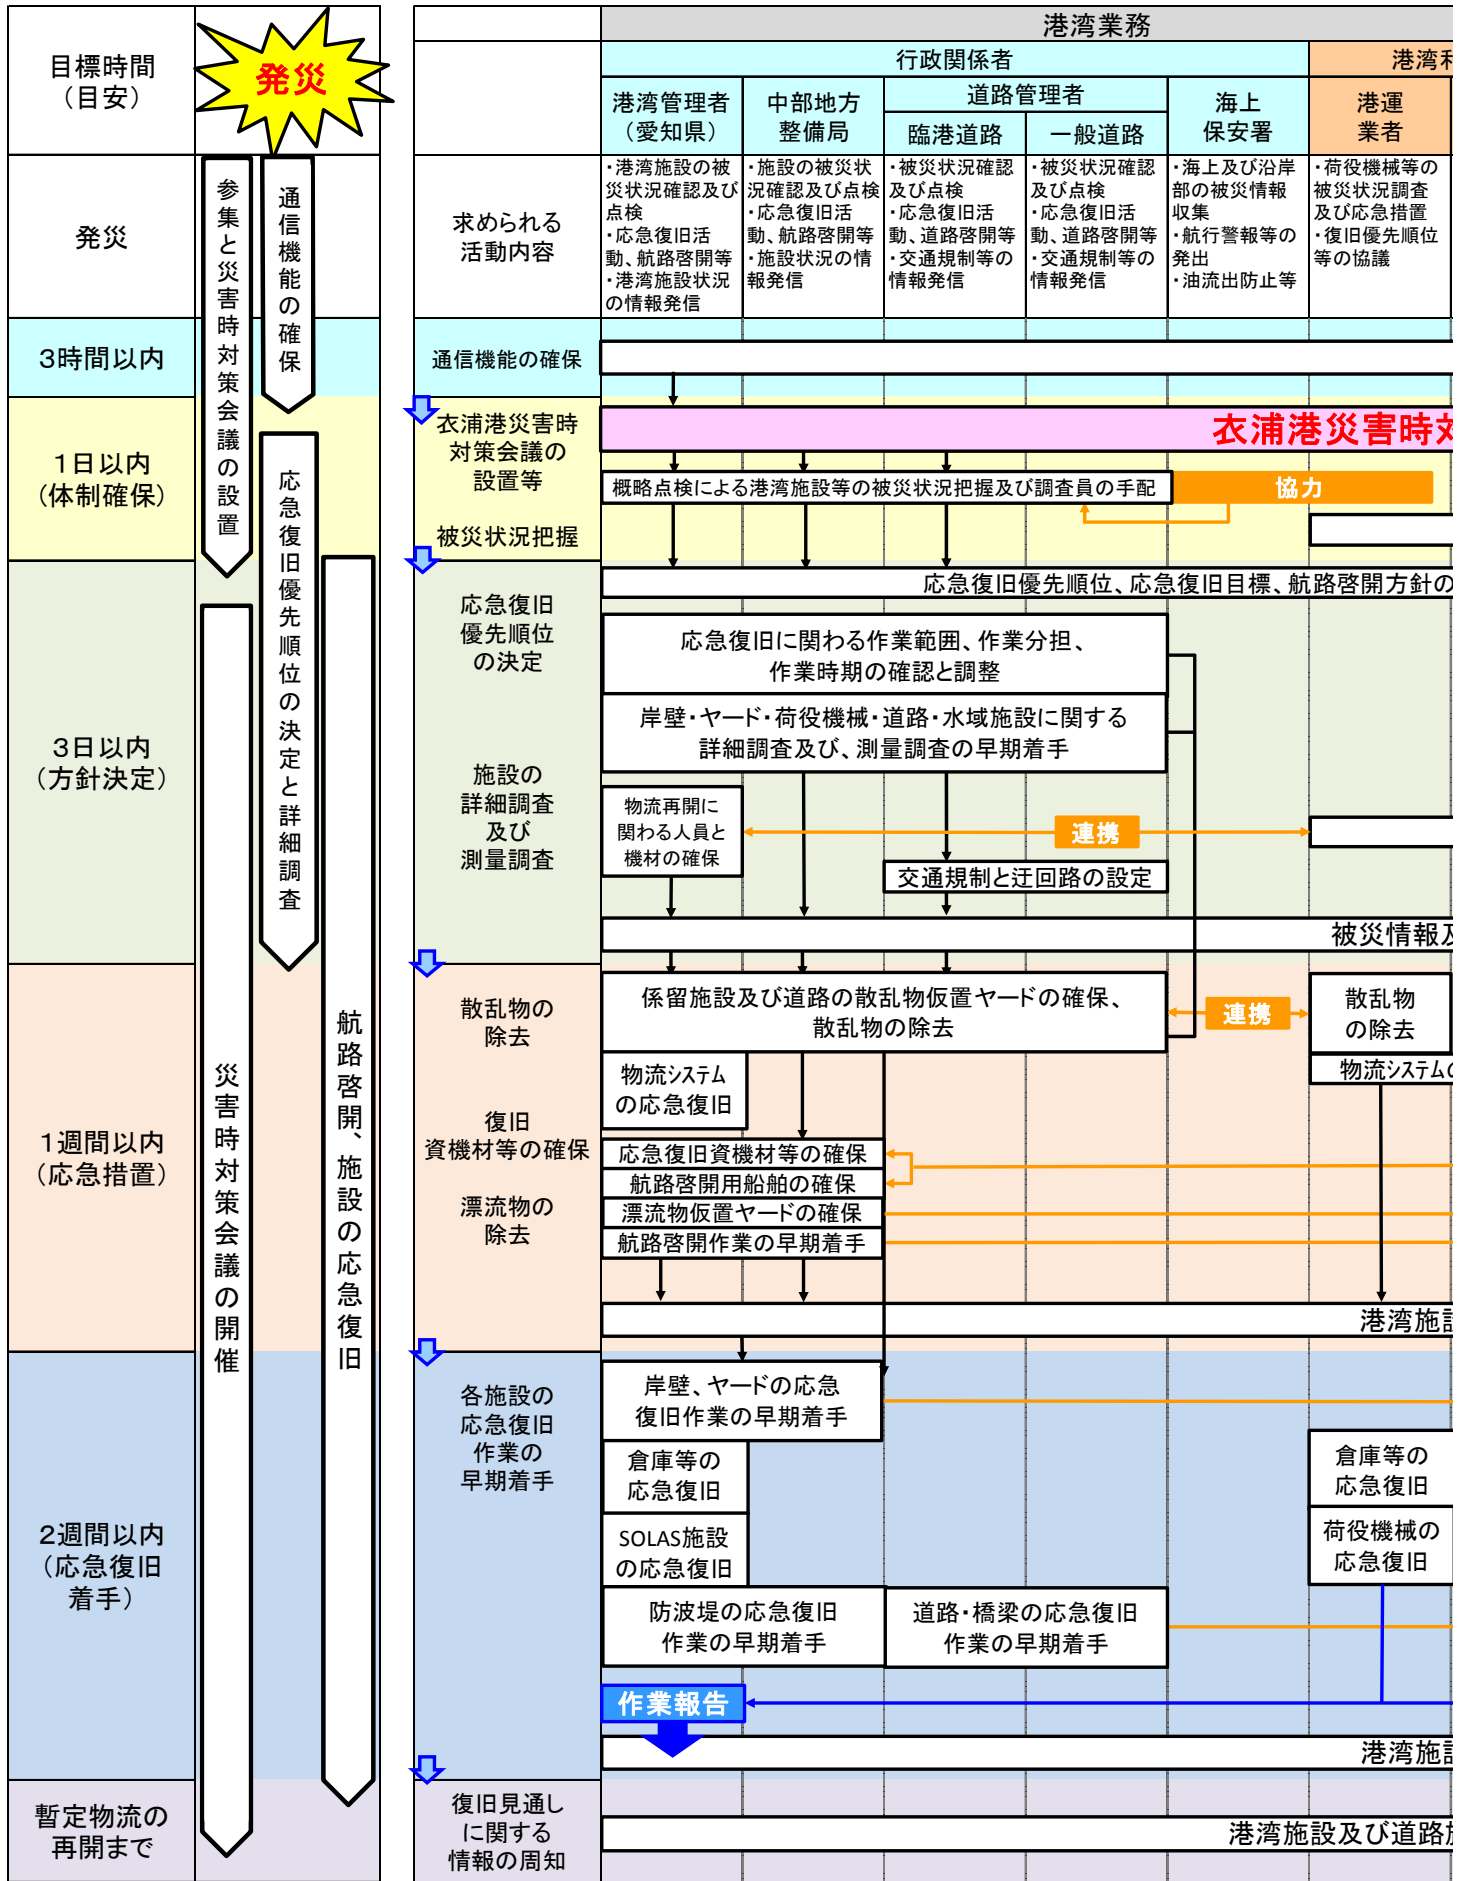 目標時間
（目安）
発災
発災
3時間以内
1日以内
（体制確保）
3日以内
（方針決定）
1週間以内
（応急措置）
2週間以内
（応急復旧
着手）
暫定物流の
再開まで
参集と災害時対策会議の設置
通信機能の確保
応急復旧優先順位の決定と詳細調査
災害時対策会議の開催
航路啓開、施設の応急復旧
港湾業務
行政関係者
港湾
港湾管理者
（愛知県）
中部地方
整備局
道路管理者
臨港道路
一般道路
海上
保安署
港運
業者
求められる
活動内容
・港湾施設の被
災状況確認及び
点検
・応急復旧活
動、航路啓開等
・港湾施設状況
の情報発信
・施設の被災状
況確認及び点検
・応急復旧活
動、航路啓開等
・施設状況の情
報発信
・被災状況確認
及び点検
・応急復旧活
動、道路啓開等
・交通規制等の
情報発信
・被災状況確認
及び点検
・応急復旧活
動、道路啓開等
・交通規制等の
情報発信
・海上及び沿岸
部の被災情報
収集
・航行警報等の
発出
・油流出防止等
・荷役機械等の
被災状況調査
及び応急措置
・復旧優先順位
等の協議
通信機能の確保
衣浦港災害時
対策会議の
設置等
被災状況把握
衣浦港災害時
概略点検による港湾施設等の被災状況把握及び調査員の手配
協力
応急復旧
優先順位
の決定
施設の
詳細調査
及び
測量調査
応急復旧優先順位、応急復旧目標、航路啓開方針の
応急復旧に関わる作業範囲、作業分担、
作業時期の確認と調整
岸壁・ヤード・荷役機械・道路・水域施設に関する
詳細調査及び、測量調査の早期着手
物流再開に
関わる人員と
機材の確保
連携
交通規制と迂回路の設定
被災情報及
散乱物の
除去
復旧
資機材等の確保
漂流物の
除去
係留施設及び道路の散乱物仮置ヤードの確保、
散乱物の除去
連携
散乱物
の除去
物流システム
の応急復旧
物流システムの
応急復旧資機材等の確保
航路啓開用船舶の確保
漂流物仮置ヤードの確保
航路啓開作業の早期着手
港湾施
各施設の
応急復旧
作業の
早期着手
岸壁、ヤードの応急
復旧作業の早期着手
倉庫等の
応急復旧
SOLAS施設
の応急復旧
倉庫等の
応急復旧
荷役機械の
応急復旧
防波堤の応急復旧
作業の早期着手
道路・橋梁の応急復旧
作業の早期着手
作業報告
港湾施
復旧見通し
に関する
情報の周知
港湾施設及び道路